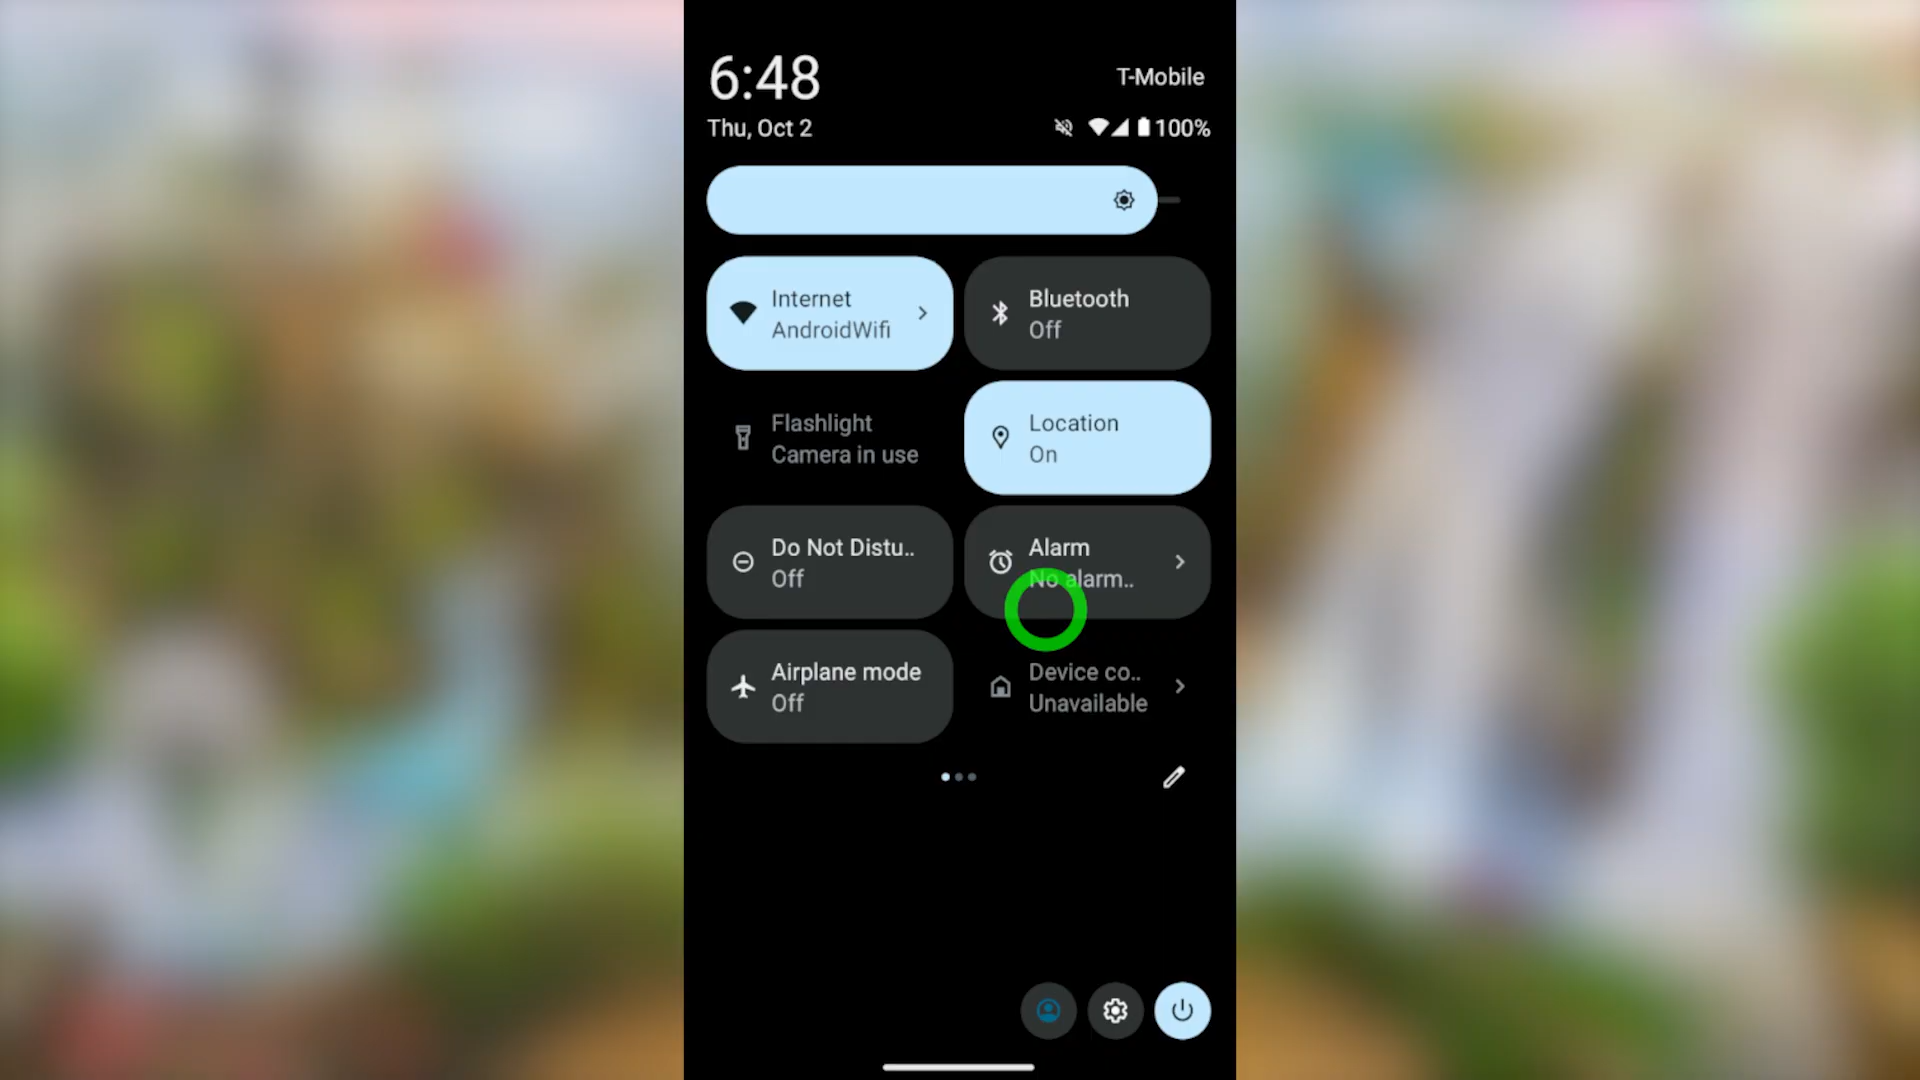 6:48
T-Mobile
Thu, Oct 2
100%
Internet
AndroidWifi
Bluetooth
Off
Flashlight
Camera in use
Location
On
Do Not Distu..
Off
Alarm
No alarm..
Airplane mode
Off
Device co..
Unavailable